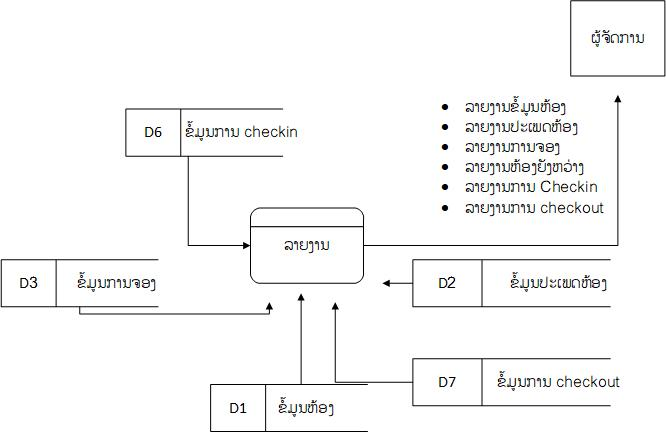 ຜູ້ຈັດການ
● ລາຍງານຂໍ້ມູນຫ້ອງ
● ລາຍງານປະເພດຫ້ອງ
● ລາຍງານການຈອງ
● ລາຍງານຫ້ອງຍັງຫວ່າງ
● ລາຍງານການ Checkin
● ລາຍງານການ checkout
D6 ຂໍ້ມູນການ checkin
ລາຍງານ
D3 ຂໍ້ມູນການຈອງ
D2 ຂໍ້ມູນປະເພດຫ້ອງ
D7 ຂໍ້ມູນການ checkout
D1 ຂໍ້ມູນຫ້ອງ